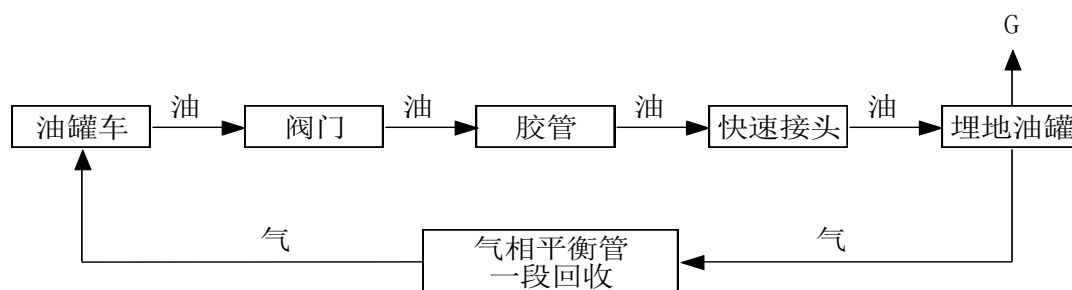 G
油 油 油 油
油罐车 阀门 胶管 快速接头 埋地油罐
气 气
气相平衡管
一段回收